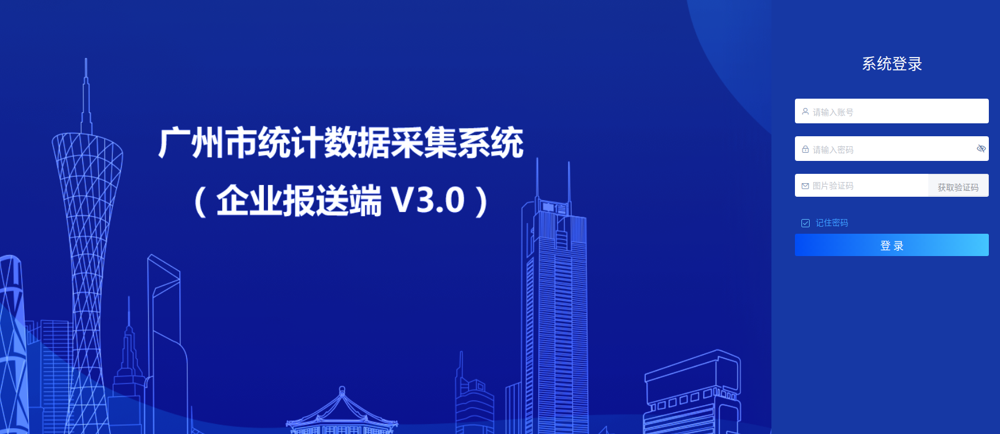 广州市统计数据采集系统
（企业报送端 V3.0）
系统登录
请输入账号
请输入密码
图片验证码
获取验证码
记住密码
登 录